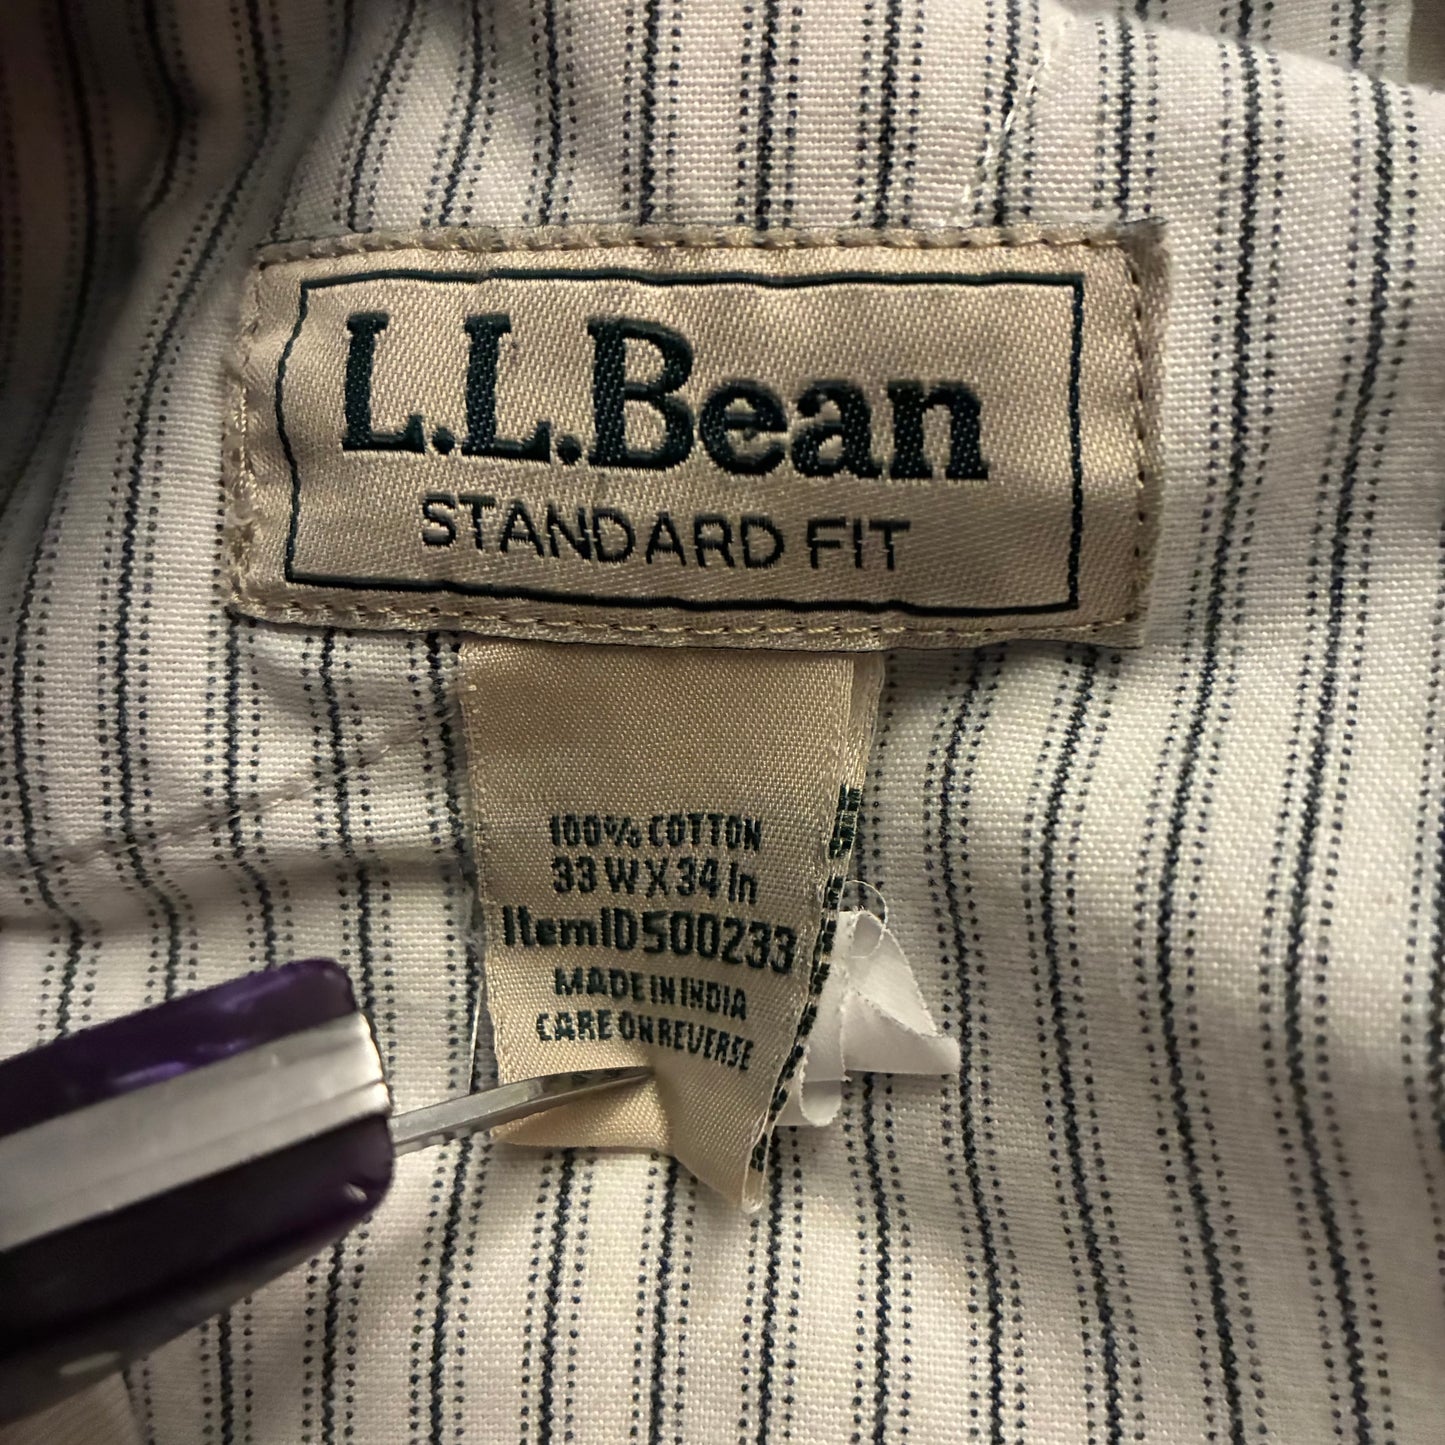 L.L.Bean
STANDARD FIT
100% COTTON
33 W X 34 In
ItemID500233
MADE IN INDIA
CARE ON REVERSE